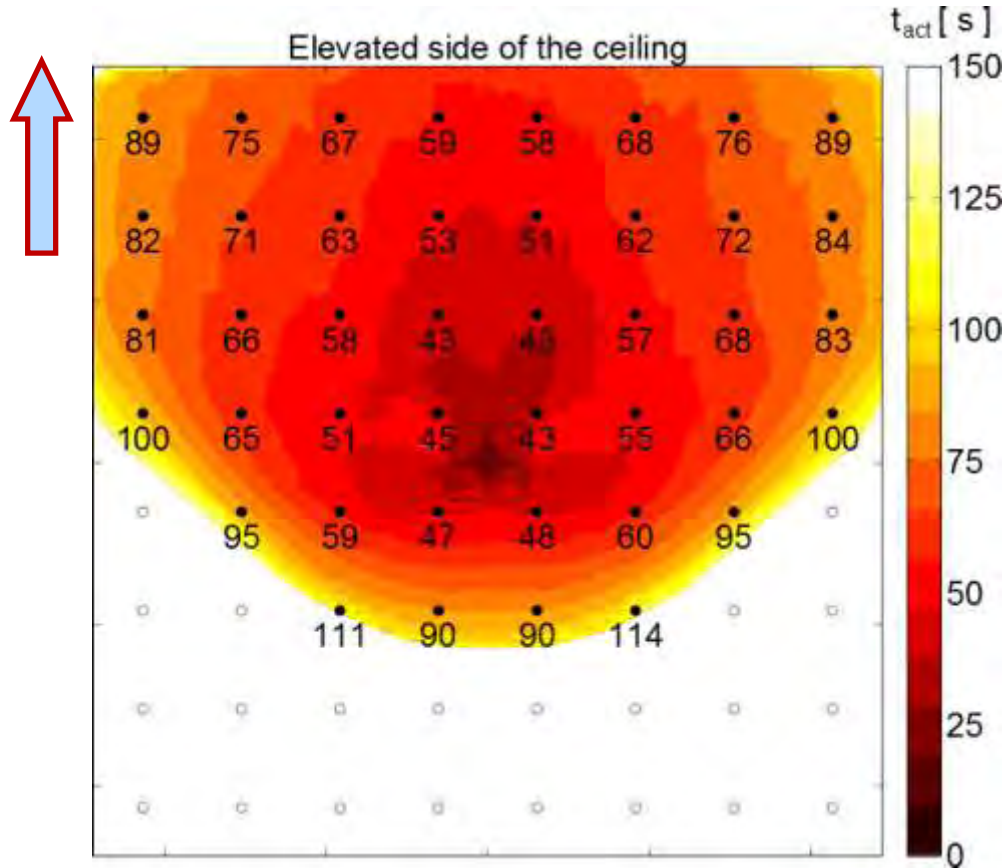 t_act [ s ]
Elevated side of the ceiling
150
89 75 67 59 58 68 76 89
125
82 71 63 53 51 62 72 84
100
81 66 58 43 43 57 68 83
75
100 65 51 45 43 55 66 100
95 59 47 48 60 95
50
111 90 90 114
25
0